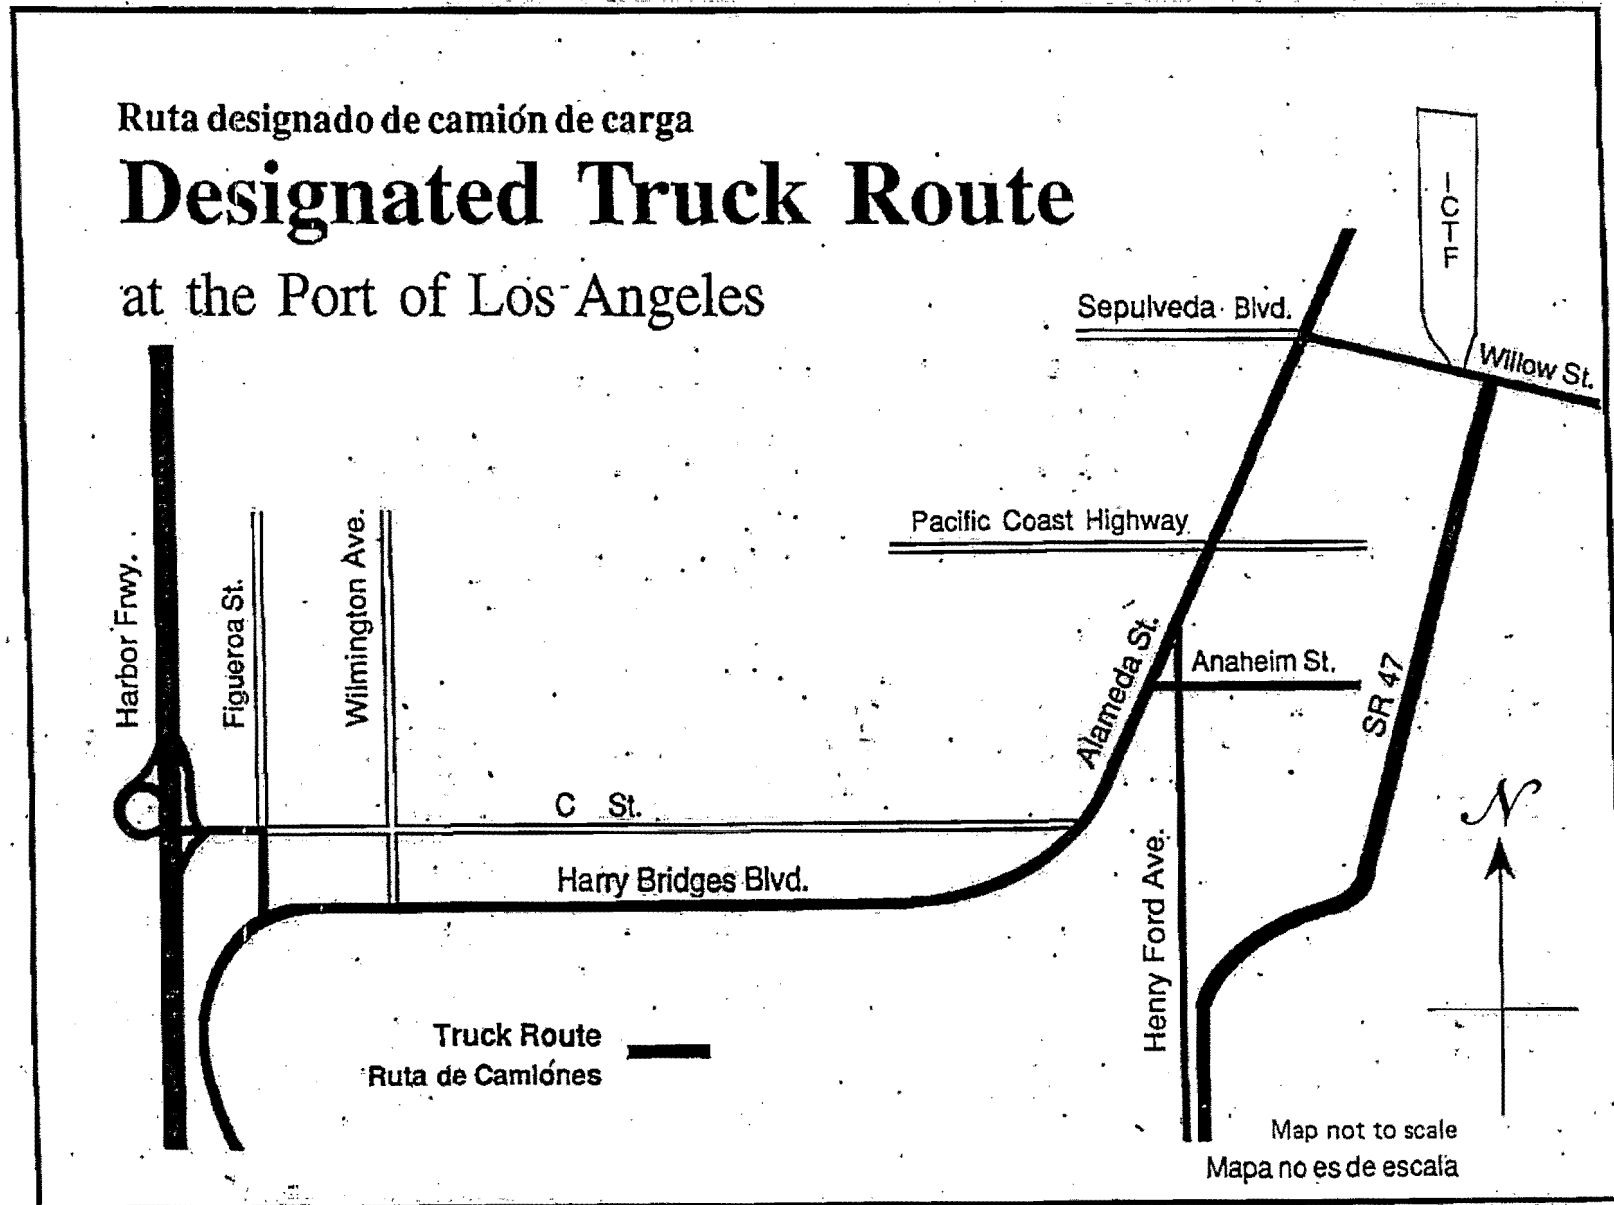 Ruta designado de camión de carga
Designated Truck Route
at the Port of Los Angeles
ICTF
Sepulveda Blvd.
Willow St.
Pacific Coast Highway
Harbor Frwy.
Figueroa St.
Wilmington Ave.
Alameda St.
Anaheim St.
SR 47
C St.
Harry Bridges Blvd.
Henry Ford Ave.
N
Truck Route
Ruta de Camiónes
Map not to scale
Mapa no es de escala